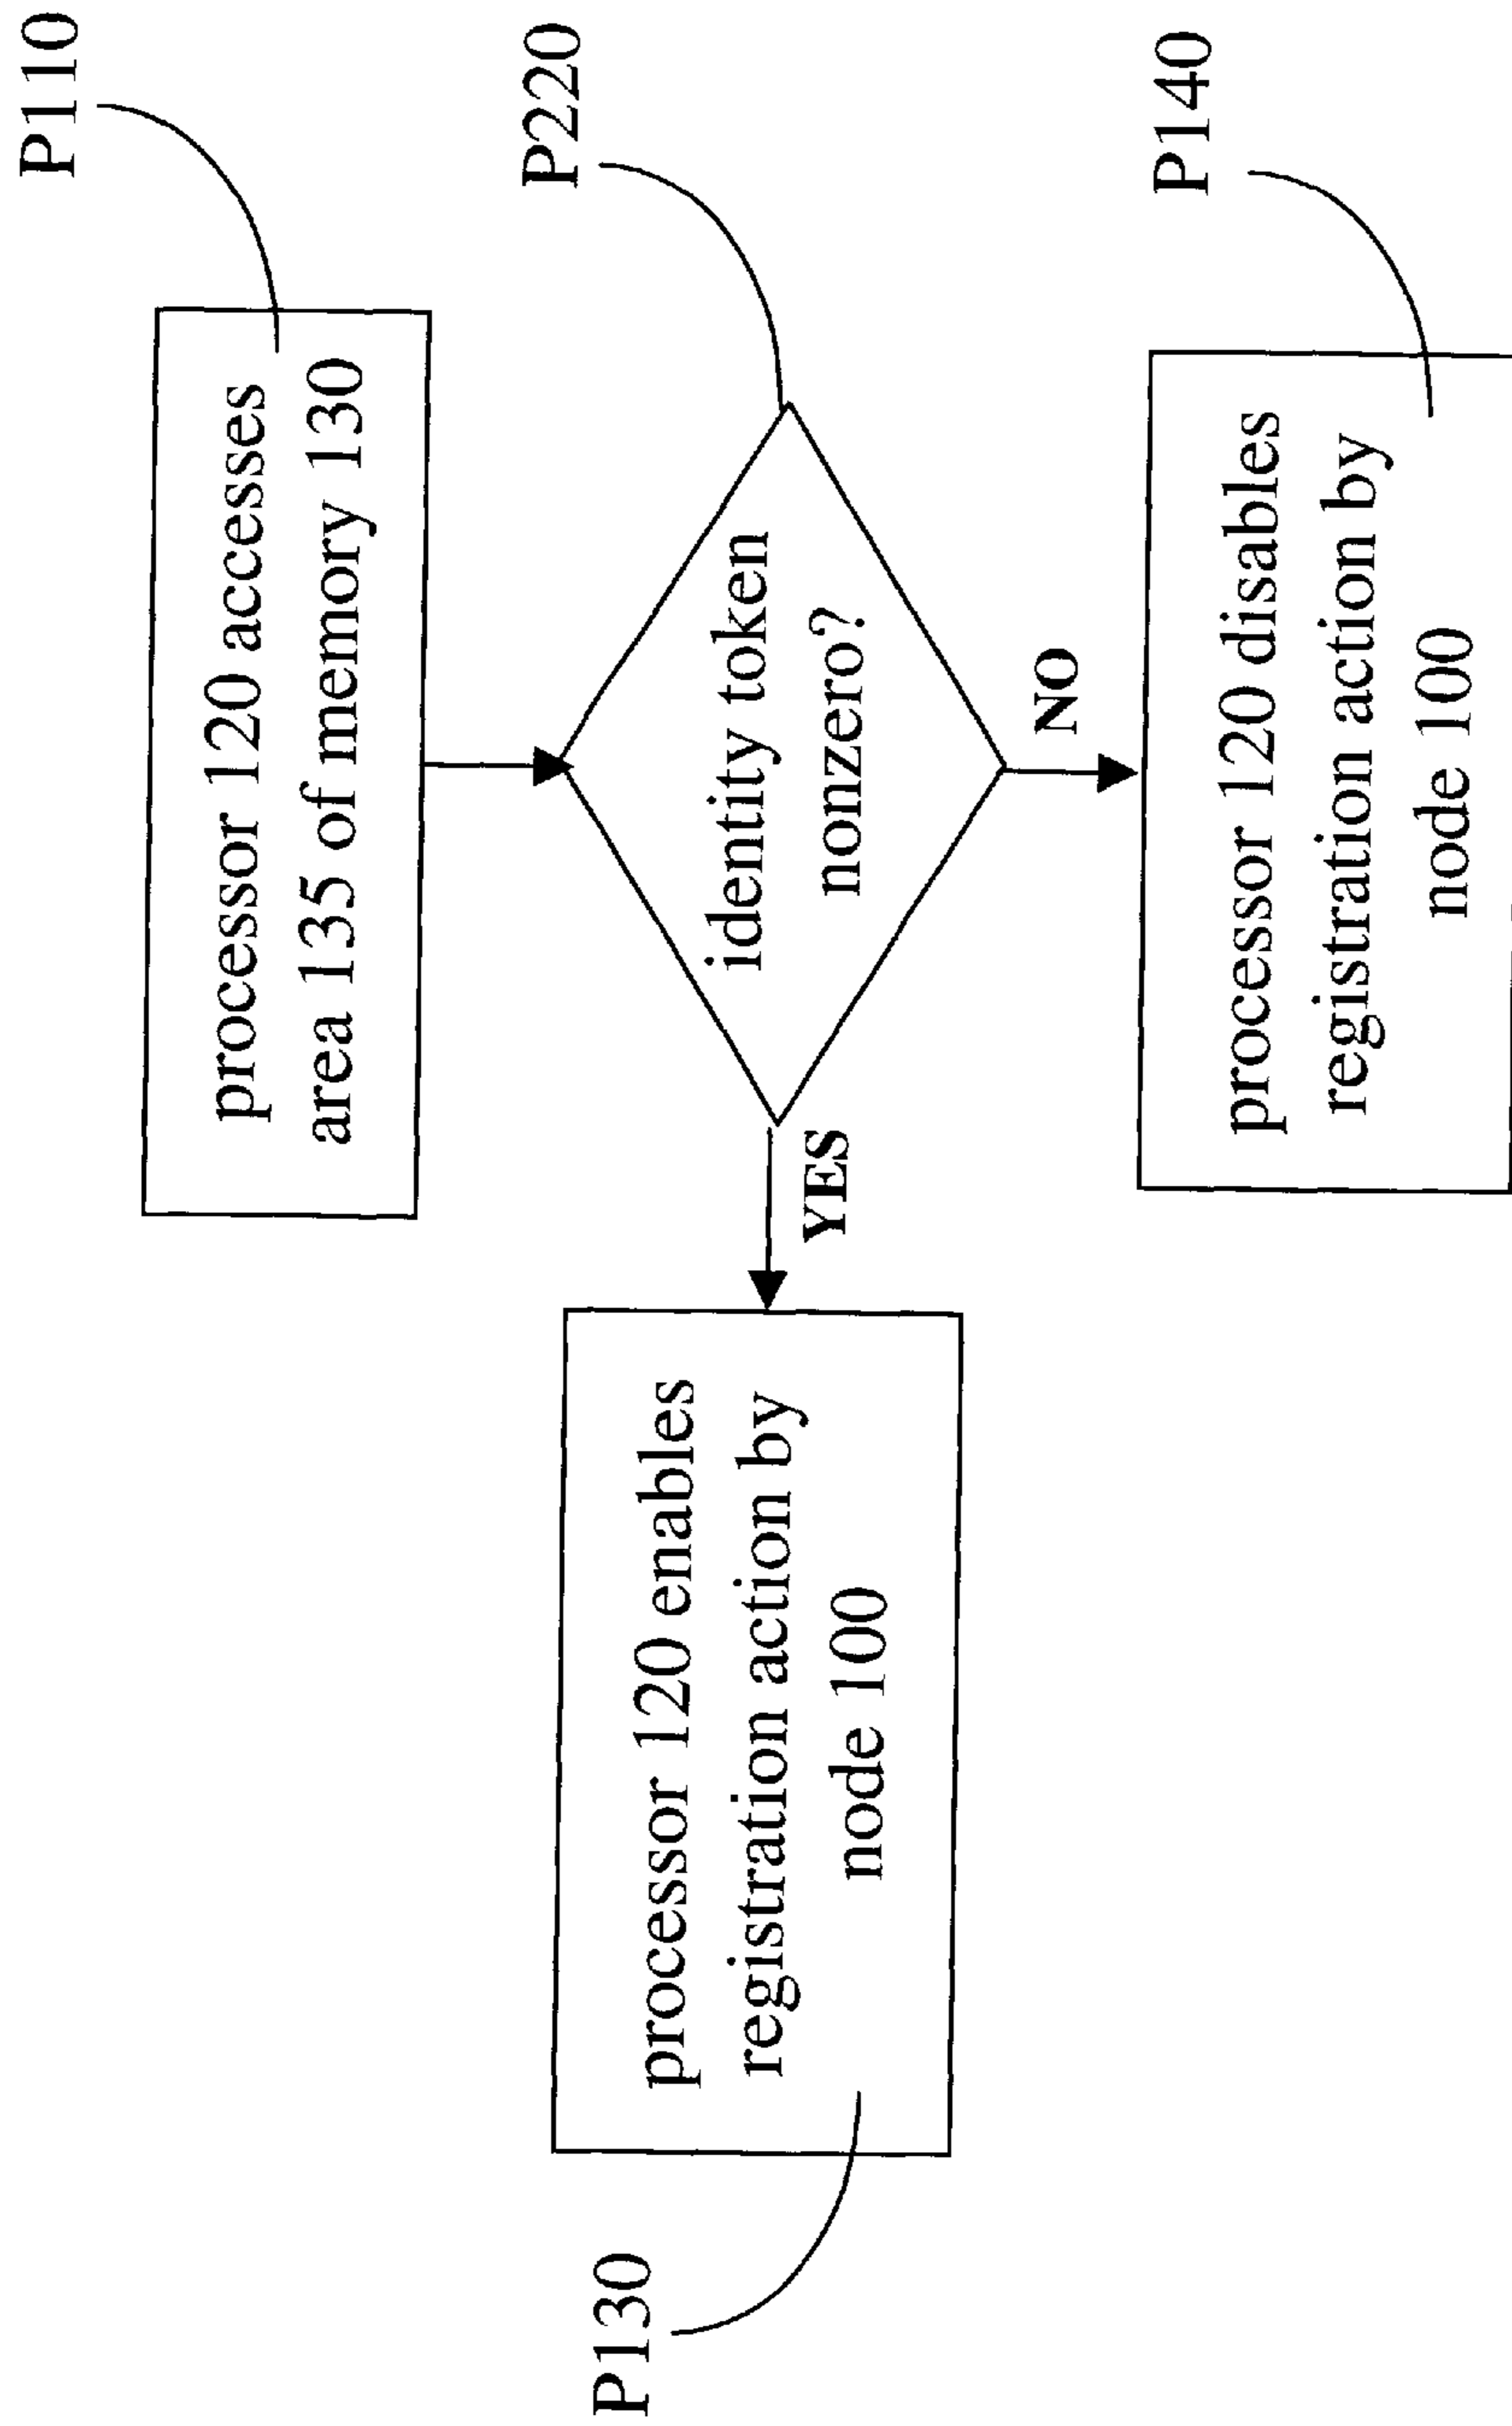 P110
processor 120 accesses
area 135 of memory 130
P220
identity token
nonzero?
YES
NO
P130
processor 120 enables
registration action by
node 100
P140
processor 120 disables
registration action by
node 100